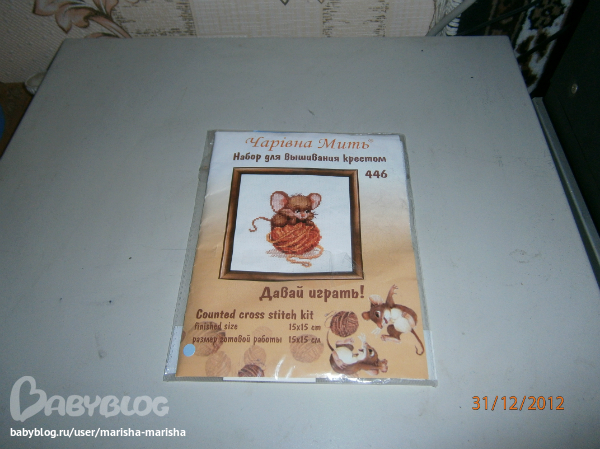 Чарівна Мить®
Набор для вышивания крестом
446
Давай играть!
Counted cross stitch kit
finished size 15x15 cm
размер готовой работы 15x15 см
BABYBLOG
babyblog.ru/user/marisha-marisha
31/12/2012